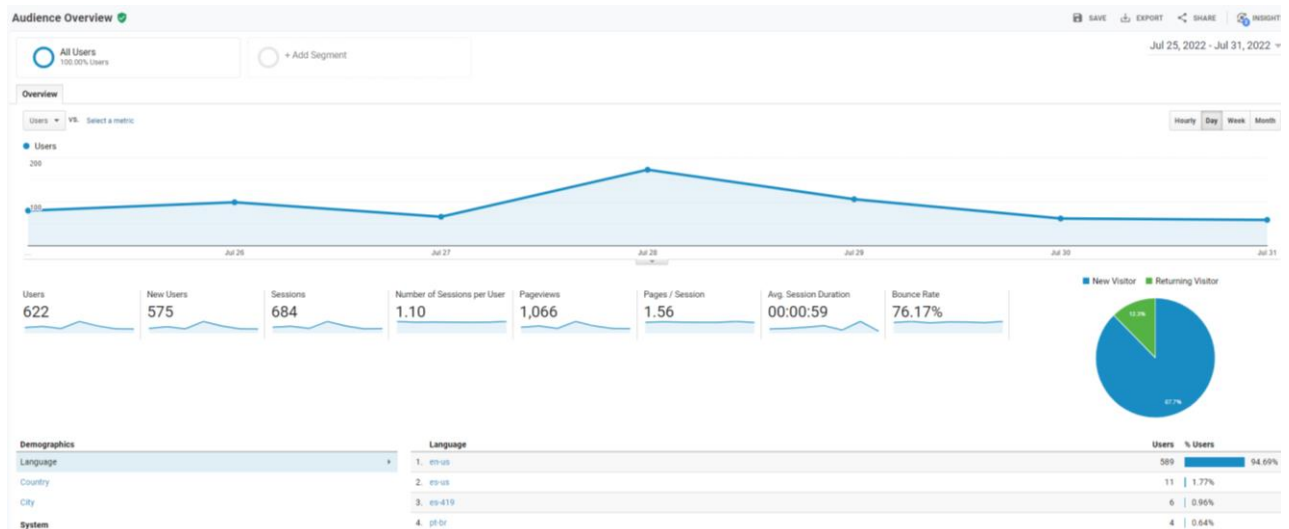 Audience Overview
SAVE EXPORT SHARE INSIGHT
All Users
100.00% Users
+ Add Segment
Jul 25, 2022 - Jul 31, 2022
Overview
Users VS. Select a metric
Hourly Day Week Month
Users
200
100
... Jul 26 Jul 27 Jul 28 Jul 29 Jul 30 Jul 31
New Visitor Returning Visitor
Users New Users Sessions Number of Sessions per User Pageviews Pages / Session Avg. Session Duration Bounce Rate
622 575 684 1.10 1,066 1.56 00:00:59 76.17%
12.3%
87.7%
Demographics
Language
Country
City
System
Language Users % Users
1. en-us 589 94.69%
2. es-us 11 1.77%
3. es-419 6 0.96%
4. pt-br 4 0.64%